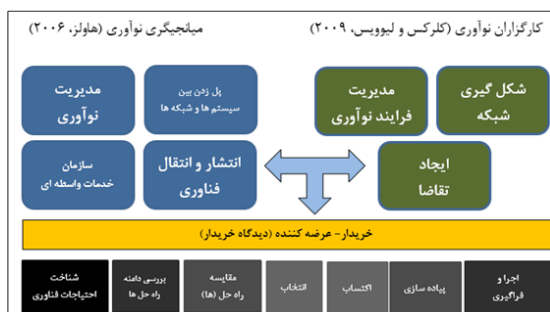 کارگزاران نوآوری (کلرکس و لیوویس، ۲۰۰۹)
میانجیگری نوآوری (هاولز، ۲۰۰۶)
شکل گیری
شبکه
مدیریت
فرایند نوآوری
پل زدن بین
سیستم ها و شبکه ها
مدیریت
نوآوری
ایجاد
تقاضا
انتشار و انتقال
فناوری
سازمان
خدمات واسطه ای
خریدار- عرضه کننده (دیدگاه خریدار)
شناخت
احتیاجات فناوری
بررسی دامنه
راه حل ها
مقایسه
راه حل (ها)
انتخاب
اکتساب
پیاده سازی
اجرا و
فراگیری